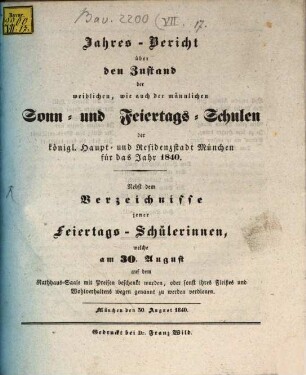 Bav. 2200 (VII. 17.
Jahres-Bericht
über
den Zustand
der
weiblichen, wie auch der männlichen
Sonn- und Feiertags-Schulen
der
königl. Haupt- und Residenzstadt München
für das Jahr 1840.
Nebst dem
Verzeichnisse
jener
Feiertags-Schülerinnen,
welche
am 30. August
auf dem
Rathhaus-Saale mit Preisen beschenkt wurden, oder sonst ihres Fleißes und
Wohlverhaltens wegen genannt zu werden verdienen.
München den 30. August 1840.
Gedruckt bei Dr. Franz Wild.